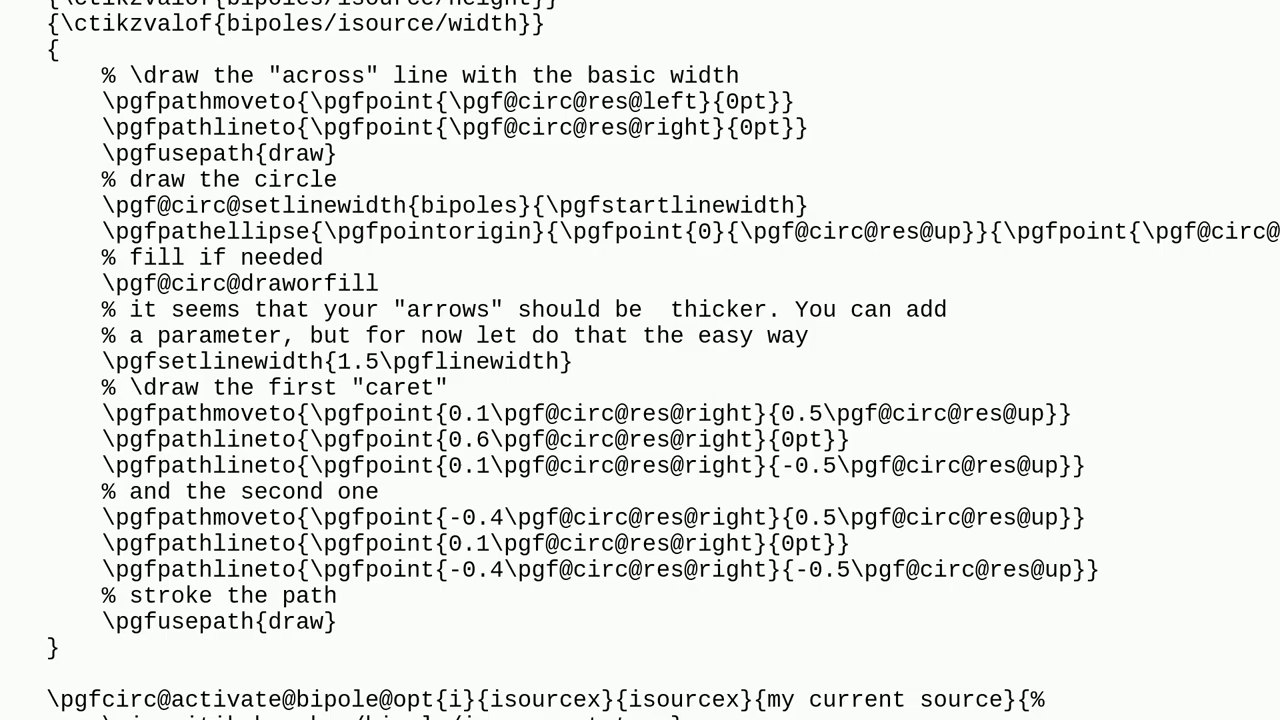 {\ctikzvalof{bipoles/isource/height}}
{\ctikzvalof{bipoles/isource/width}}
{
    % \draw the "across" line with the basic width
    \pgfpathmoveto{\pgfpoint{\pgf@circ@res@left}{0pt}}
    \pgfpathlineto{\pgfpoint{\pgf@circ@res@right}{0pt}}
    \pgfusepath{draw}
    % draw the circle
    \pgf@circ@setlinewidth{bipoles}{\pgfstartlinewidth}
    \pgfpathellipse{\pgfpointorigin}{\pgfpoint{0}{\pgf@circ@res@up}}{\pgfpoint{\pgf@circ@
    % fill if needed
    \pgf@circ@draworfill
    % it seems that your "arrows" should be  thicker. You can add
    % a parameter, but for now let do that the easy way
    \pgfsetlinewidth{1.5\pgflinewidth}
    % \draw the first "caret"
    \pgfpathmoveto{\pgfpoint{0.1\pgf@circ@res@right}{0.5\pgf@circ@res@up}}
    \pgfpathlineto{\pgfpoint{0.6\pgf@circ@res@right}{0pt}}
    \pgfpathlineto{\pgfpoint{0.1\pgf@circ@res@right}{-0.5\pgf@circ@res@up}}
    % and the second one
    \pgfpathmoveto{\pgfpoint{-0.4\pgf@circ@res@right}{0.5\pgf@circ@res@up}}
    \pgfpathlineto{\pgfpoint{0.1\pgf@circ@res@right}{0pt}}
    \pgfpathlineto{\pgfpoint{-0.4\pgf@circ@res@right}{-0.5\pgf@circ@res@up}}
    % stroke the path
    \pgfusepath{draw}
}
\pgfcirc@activate@bipole@opt{i}{isourcex}{isourcex}{my current source}{%